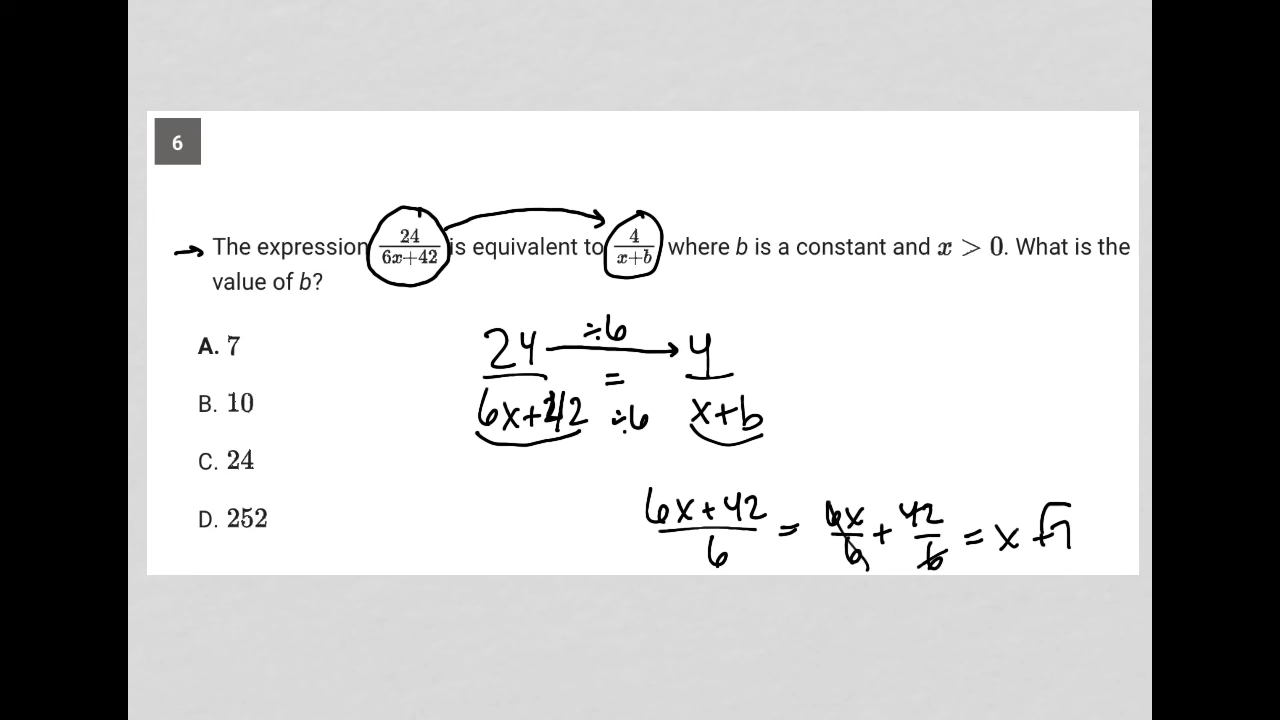 6
The expression 24/(6x+42) is equivalent to 4/(x+b) where b is a constant and x > 0. What is the
value of b?
A. 7
B. 10
C. 24
D. 252
24 ÷6 4
=
6x+42 ÷6 x+b
(6x+42)/6 = 6x/6 + 42/6 = x +7